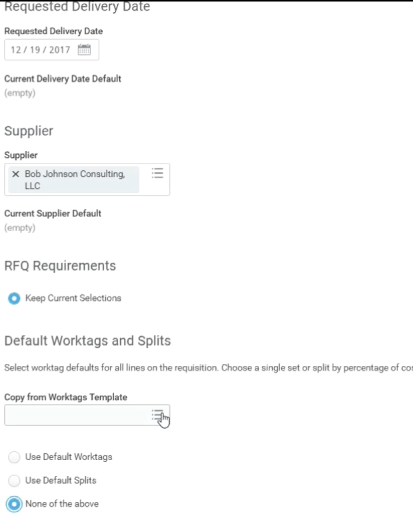 Requested Delivery Date
Requested Delivery Date
12 / 19 / 2017
Current Delivery Date Default
(empty)
Supplier
Supplier
× Bob Johnson Consulting,
LLC
Current Supplier Default
(empty)
RFQ Requirements
Keep Current Selections
Default Worktags and Splits
Select worktag defaults for all lines on the requisition. Choose a single set or split by percentage of
Copy from Worktags Template
Use Default Worktags
Use Default Splits
None of the above